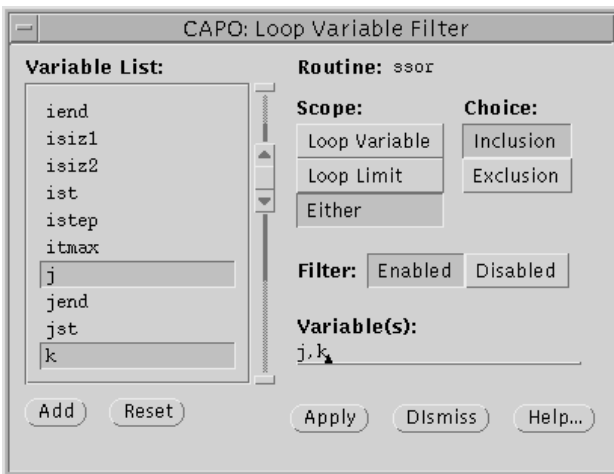 CAPO: Loop Variable Filter
Variable List:
iend
isiz1
isiz2
ist
istep
itmax
j
jend
jst
k
Add
Reset
Routine: ssor
Scope:
Loop Variable
Loop Limit
Either
Choice:
Inclusion
Exclusion
Filter: Enabled Disabled
Variable(s):
j,k
Apply
DIsmiss
Help...